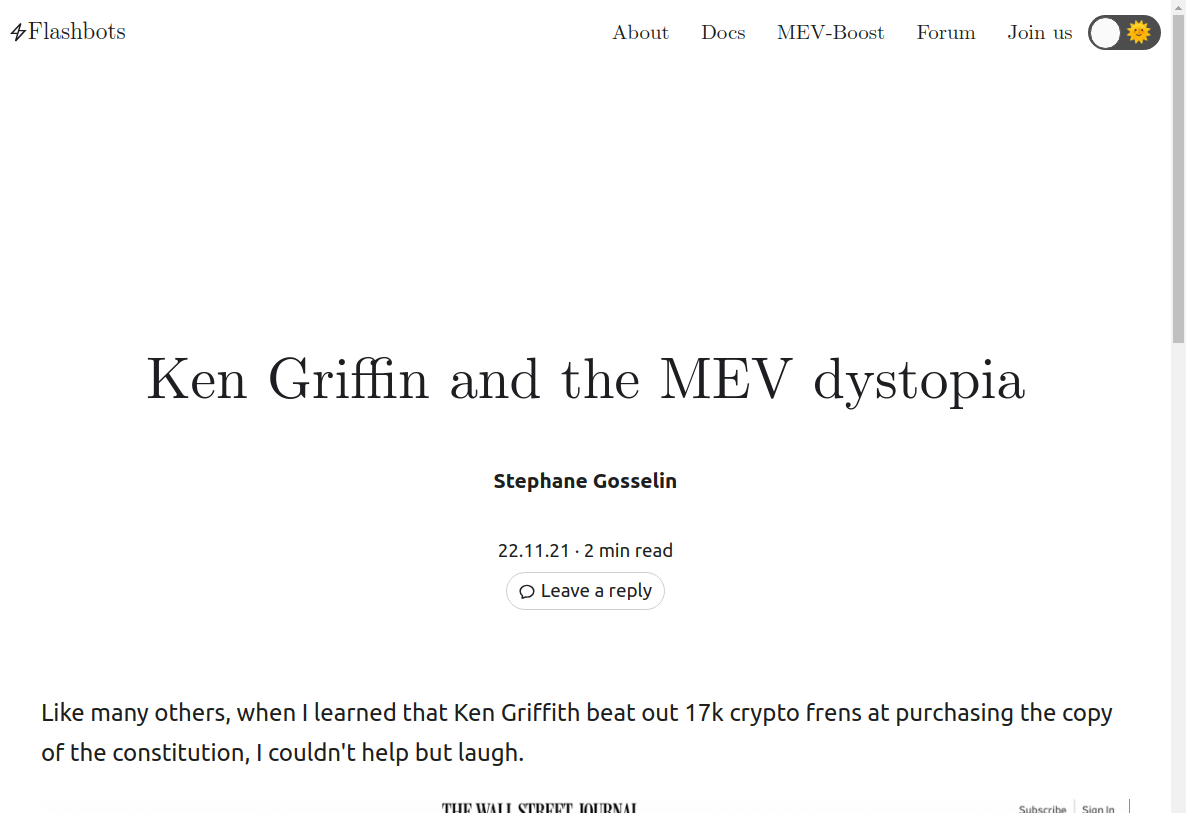 Flashbots
About Docs MEV-Boost Forum Join us
Ken Griffin and the MEV dystopia
Stephane Gosselin
22.11.21 · 2 min read
Leave a reply
Like many others, when I learned that Ken Griffith beat out 17k crypto frens at purchasing the copy
of the constitution, I couldn't help but laugh.
THE WALL STREET JOURNAL
Subscribe Sign In